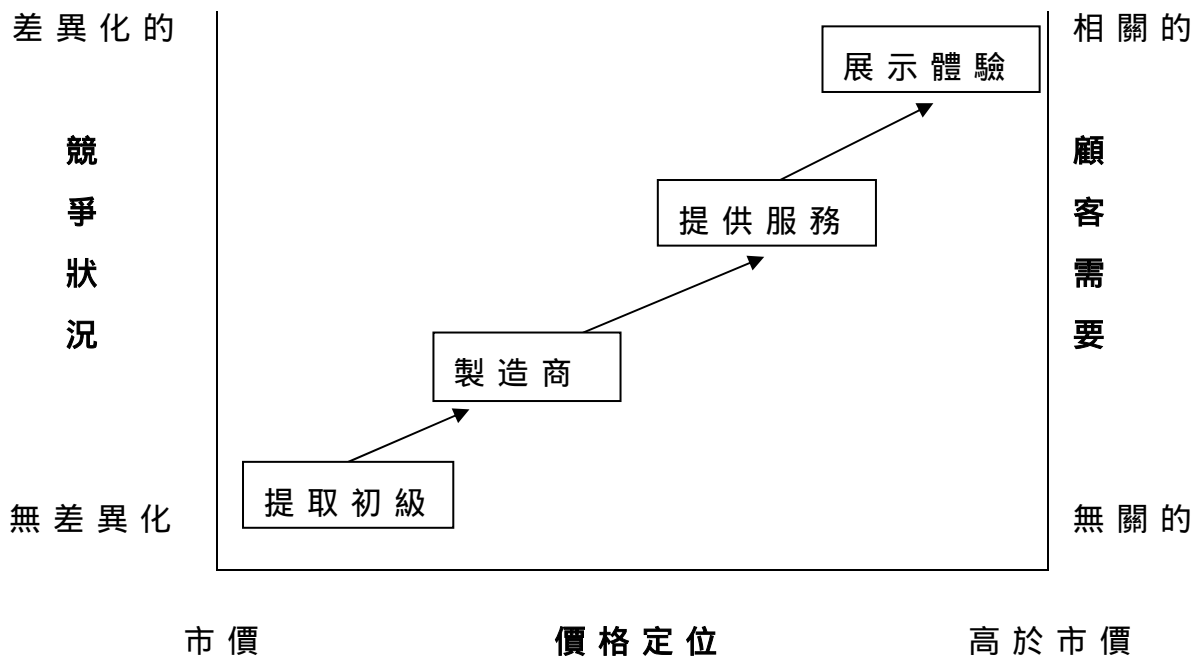 差異化的
相關的
展示體驗
競爭狀況
顧客需要
提供服務
製造商
提取初級
無差異化
無關的
市價
價格定位
高於市價